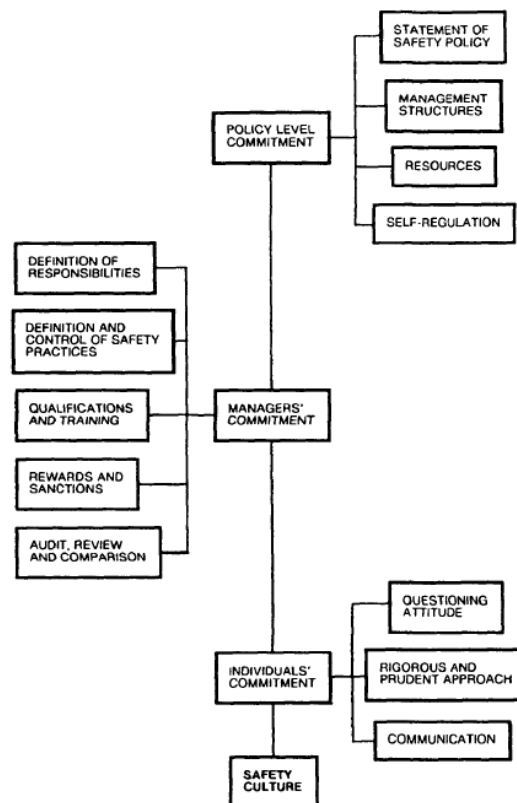 STATEMENT OF
SAFETY POLICY
MANAGEMENT
STRUCTURES
POLICY LEVEL
COMMITMENT
RESOURCES
SELF-REGULATION
DEFINITION OF
RESPONSIBILITIES
DEFINITION AND
CONTROL OF SAFETY
PRACTICES
QUALIFICATIONS
AND TRAINING
MANAGERS'
COMMITMENT
REWARDS AND
SANCTIONS
AUDIT, REVIEW
AND COMPARISON
QUESTIONING
ATTITUDE
INDIVIDUALS'
COMMITMENT
RIGOROUS AND
PRUDENT APPROACH
COMMUNICATION
SAFETY
CULTURE